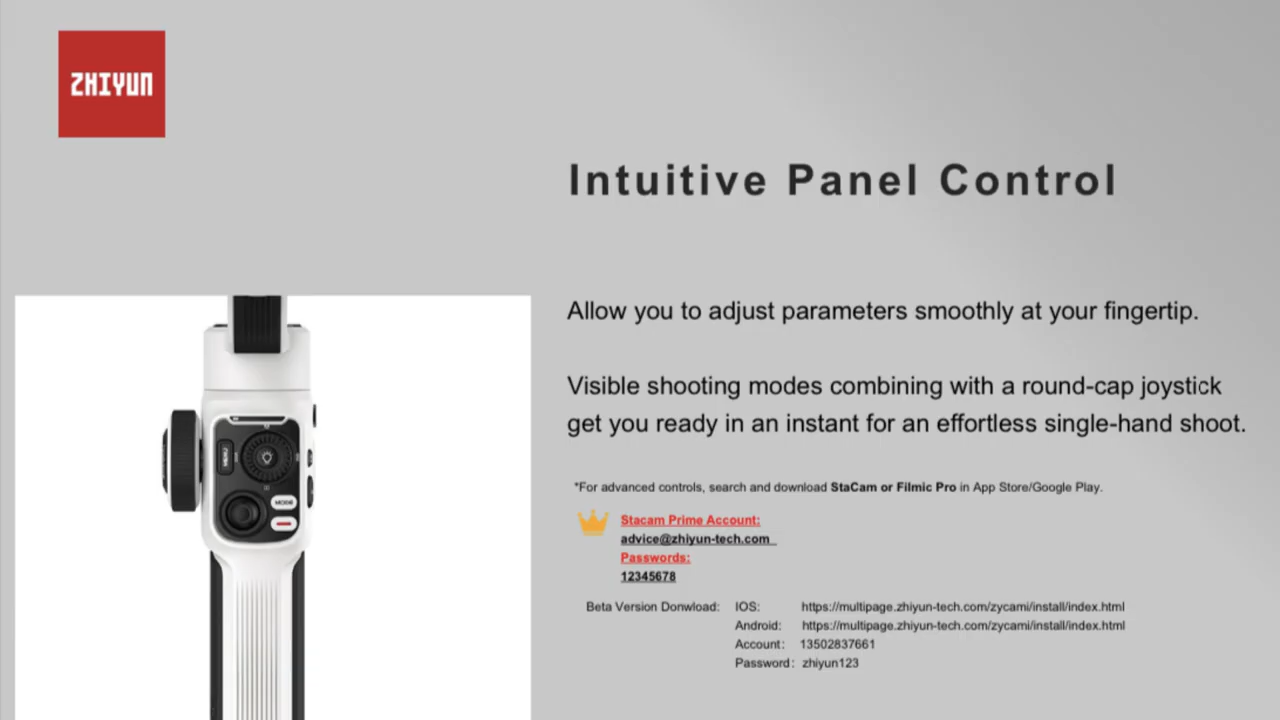 ZHIYUN
Intuitive Panel Control
Allow you to adjust parameters smoothly at your fingertip.
Visible shooting modes combining with a round-cap joystick
get you ready in an instant for an effortless single-hand shoot.
*For advanced controls, search and download StaCam or Filmic Pro in App Store/Google Play.
Stacam Prime Account:
advice@zhiyun-tech.com
Passwords:
12345678
Beta Version Donwload: IOS: https://multipage.zhiyun-tech.com/zycami/install/index.html
Android: https://multipage.zhiyun-tech.com/zycami/install/index.html
Account: 13502837661
Password: zhiyun123
MENU
MODE